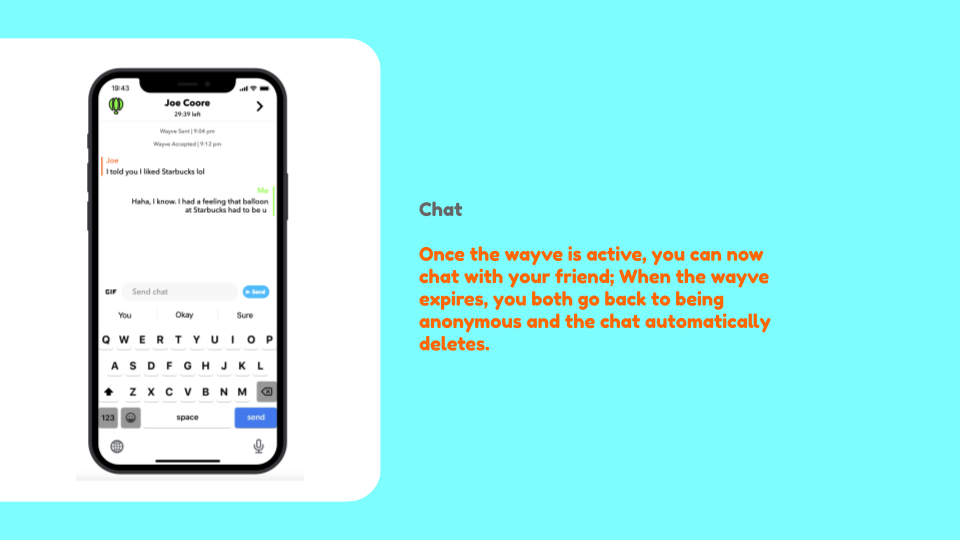 19:43
Joe Coore
29:39 left
Wayve Sent | 9:04 pm
Wayve Accepted | 9:12 pm
Joe
I told you I liked Starbucks lol
Me
Haha, I know. I had a feeling that balloon
at Starbucks had to be u
GIF Send chat Send
You Okay Sure
Q W E R T Y U I O P
A S D F G H J K L
Z X C V B N M
123 space send
Chat
Once the wayve is active, you can now
chat with your friend; When the wayve
expires, you both go back to being
anonymous and the chat automatically
deletes.